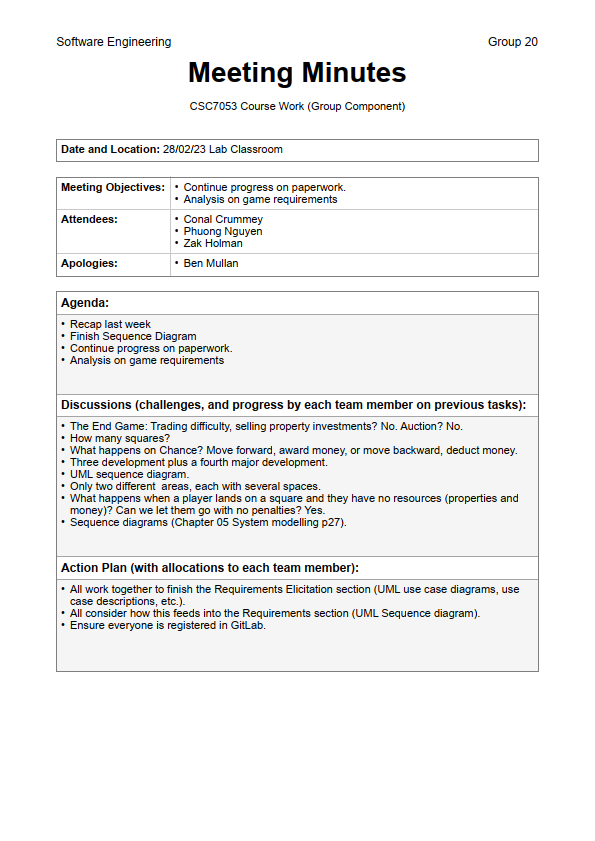 Software Engineering Group 20
Meeting Minutes
CSC7053 Course Work (Group Component)
Date and Location: 28/02/23 Lab Classroom
Meeting Objectives: • Continue progress on paperwork.
• Analysis on game requirements
Attendees: • Conal Crummey
• Phuong Nguyen
• Zak Holman
Apologies: • Ben Mullan
Agenda:
• Recap last week
• Finish Sequence Diagram
• Continue progress on paperwork.
• Analysis on game requirements
Discussions (challenges, and progress by each team member on previous tasks):
• The End Game: Trading difficulty, selling property investments? No. Auction? No.
• How many squares?
• What happens on Chance? Move forward, award money, or move backward, deduct money.
• Three development plus a fourth major development.
• UML sequence diagram.
• Only two different areas, each with several spaces.
• What happens when a player lands on a square and they have no resources (properties and
money)? Can we let them go with no penalties? Yes.
• Sequence diagrams (Chapter 05 System modelling p27).
Action Plan (with allocations to each team member):
• All work together to finish the Requirements Elicitation section (UML use case diagrams, use
case descriptions, etc.).
• All consider how this feeds into the Requirements section (UML Sequence diagram).
• Ensure everyone is registered in GitLab.